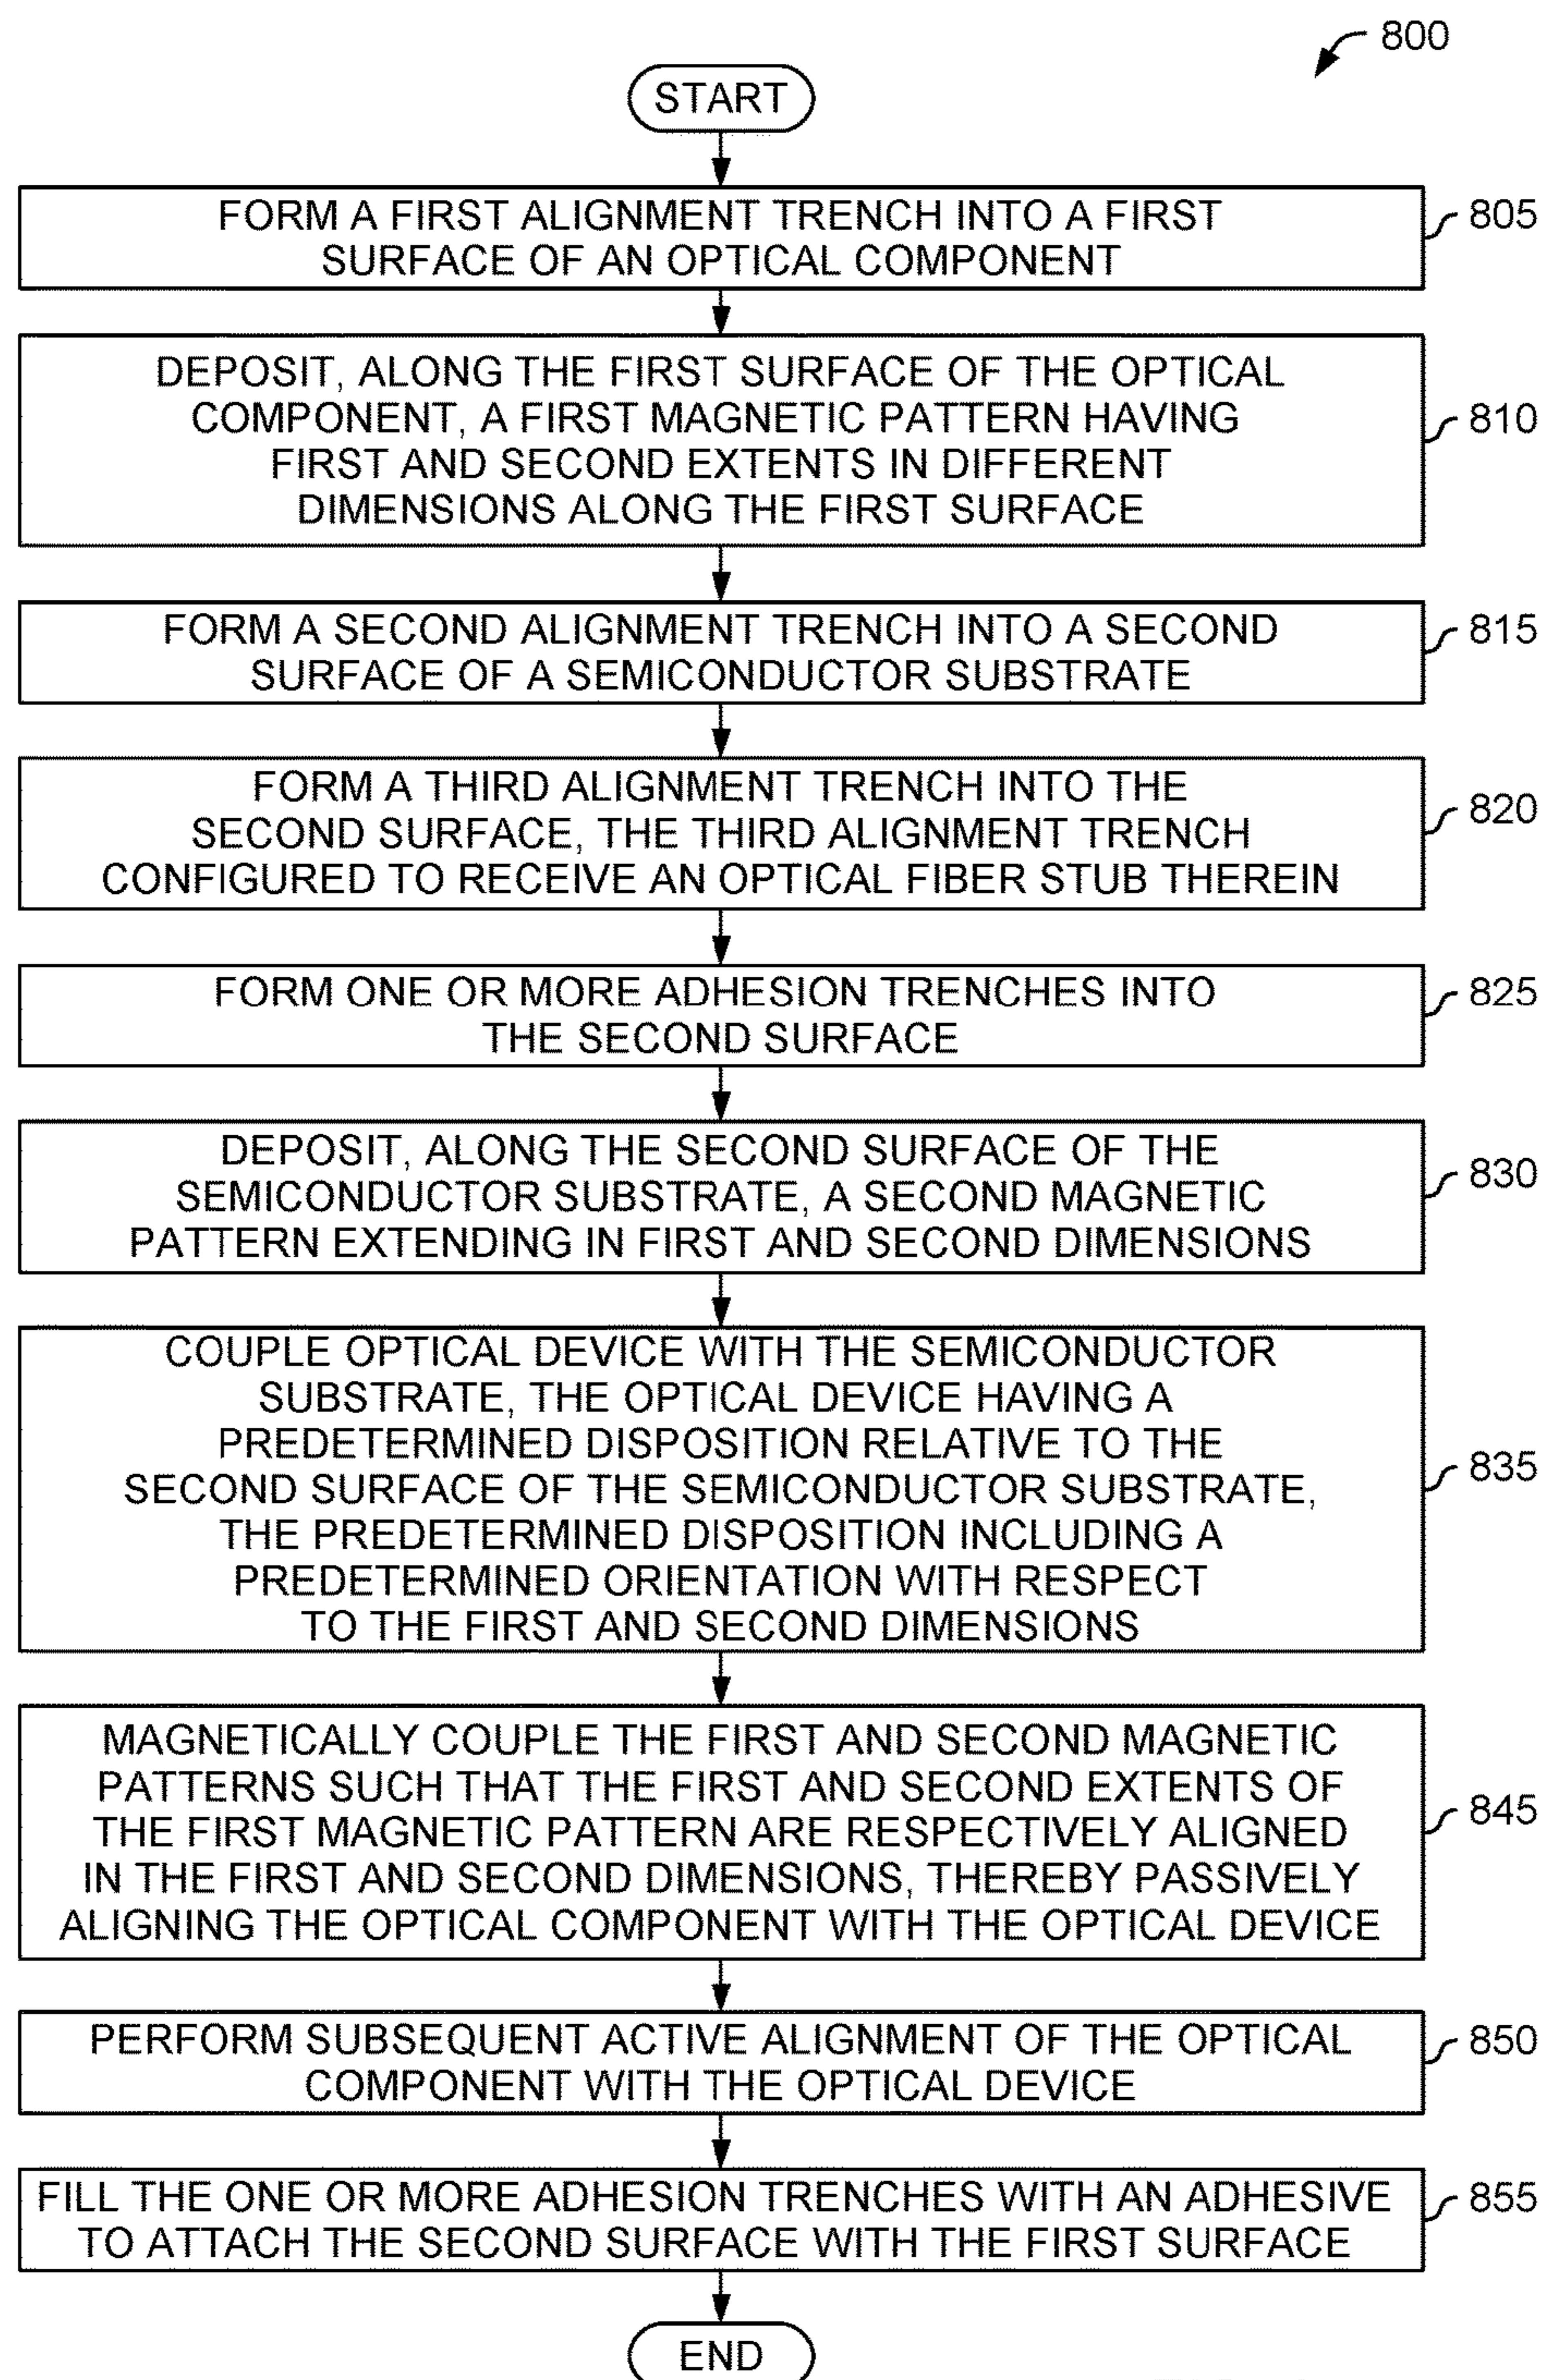 800
START
FORM A FIRST ALIGNMENT TRENCH INTO A FIRST
SURFACE OF AN OPTICAL COMPONENT
805
DEPOSIT, ALONG THE FIRST SURFACE OF THE OPTICAL
COMPONENT, A FIRST MAGNETIC PATTERN HAVING
FIRST AND SECOND EXTENTS IN DIFFERENT
DIMENSIONS ALONG THE FIRST SURFACE
810
FORM A SECOND ALIGNMENT TRENCH INTO A SECOND
SURFACE OF A SEMICONDUCTOR SUBSTRATE
815
FORM A THIRD ALIGNMENT TRENCH INTO THE
SECOND SURFACE, THE THIRD ALIGNMENT TRENCH
CONFIGURED TO RECEIVE AN OPTICAL FIBER STUB THEREIN
820
FORM ONE OR MORE ADHESION TRENCHES INTO
THE SECOND SURFACE
825
DEPOSIT, ALONG THE SECOND SURFACE OF THE
SEMICONDUCTOR SUBSTRATE, A SECOND MAGNETIC
PATTERN EXTENDING IN FIRST AND SECOND DIMENSIONS
830
COUPLE OPTICAL DEVICE WITH THE SEMICONDUCTOR
SUBSTRATE, THE OPTICAL DEVICE HAVING A
PREDETERMINED DISPOSITION RELATIVE TO THE
SECOND SURFACE OF THE SEMICONDUCTOR SUBSTRATE,
THE PREDETERMINED DISPOSITION INCLUDING A
PREDETERMINED ORIENTATION WITH RESPECT
TO THE FIRST AND SECOND DIMENSIONS
835
MAGNETICALLY COUPLE THE FIRST AND SECOND MAGNETIC
PATTERNS SUCH THAT THE FIRST AND SECOND EXTENTS OF
THE FIRST MAGNETIC PATTERN ARE RESPECTIVELY ALIGNED
IN THE FIRST AND SECOND DIMENSIONS, THEREBY PASSIVELY
ALIGNING THE OPTICAL COMPONENT WITH THE OPTICAL DEVICE
845
PERFORM SUBSEQUENT ACTIVE ALIGNMENT OF THE OPTICAL
COMPONENT WITH THE OPTICAL DEVICE
850
FILL THE ONE OR MORE ADHESION TRENCHES WITH AN ADHESIVE
TO ATTACH THE SECOND SURFACE WITH THE FIRST SURFACE
855
END